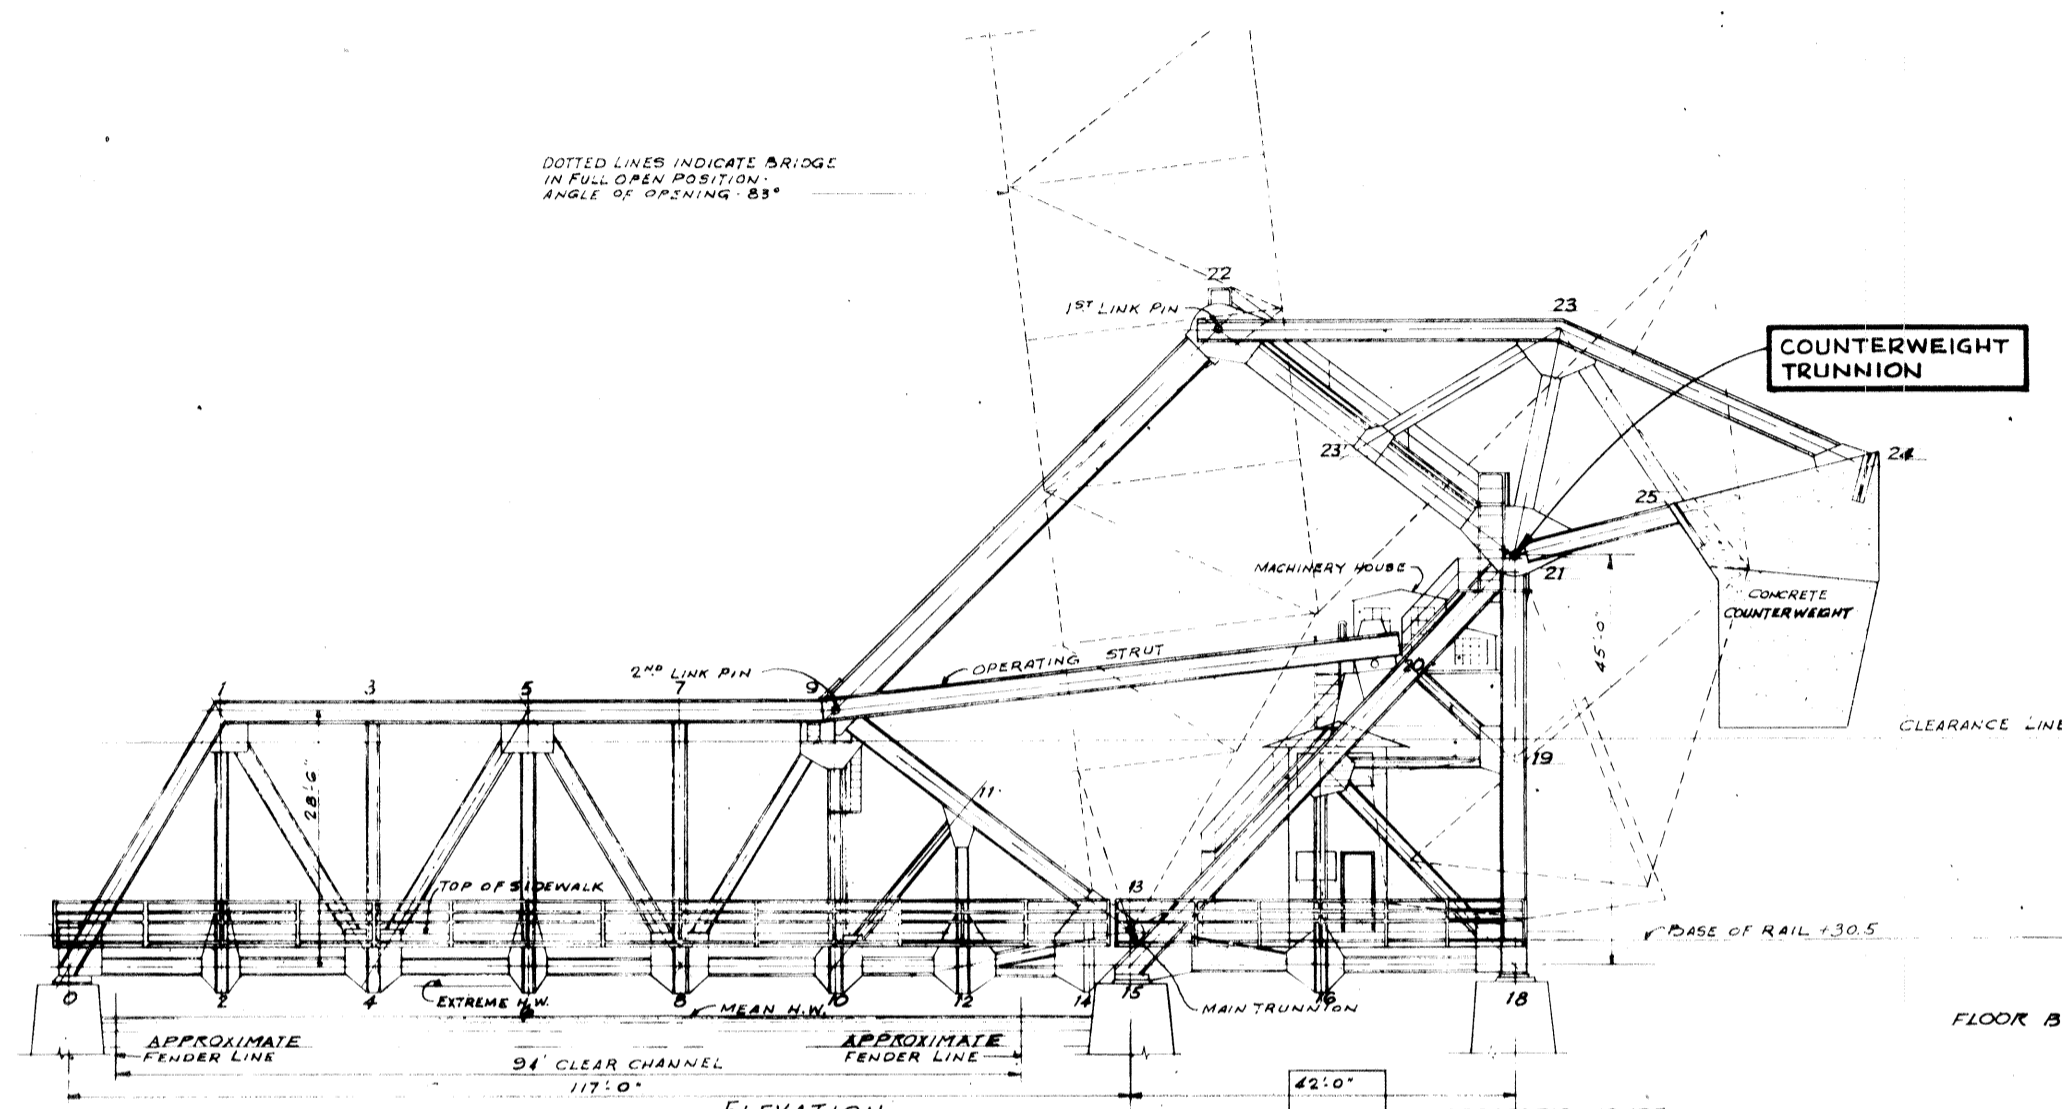 DOTTED LINES INDICATE BRIDGE
IN FULL OPEN POSITION.
ANGLE OF OPENING - 83°
22
1ST LINK PIN
23
COUNTERWEIGHT
TRUNNION
23'
24
25
MACHINERY HOUSE
21
CONCRETE
COUNTERWEIGHT
45'-0"
OPERATING STRUT
20
2ND LINK PIN
1
3
5
7
9
CLEARANCE LINE
19
28'-6"
11
TOP OF SIDEWALK
13
BASE OF RAIL +30.5
0
2
4
EXTREME H.W.
6
8
MEAN H.W.
10
12
14
15
MAIN TRUNNION
16
18
FLOOR B
APPROXIMATE
FENDER LINE
APPROXIMATE
FENDER LINE
94' CLEAR CHANNEL
117'-0"
42'-0"
ELEVATION